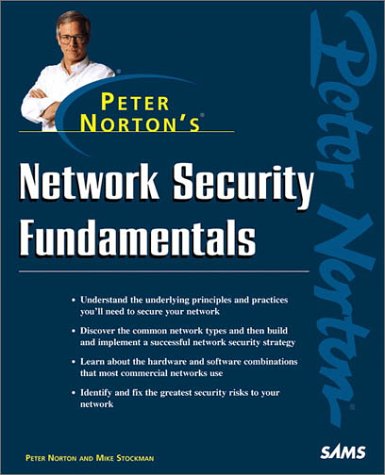 PETER
NORTON'S®
Network Security
Fundamentals
• Understand the underlying principles and practices
you'll need to secure your network
• Discover the common network types and then build
and implement a successful network security strategy
• Learn about the hardware and software combinations
that most commercial networks use
• Identify and fix the greatest security risks to your
network
PETER NORTON AND MIKE STOCKMAN
Peter Norton®
SAMS